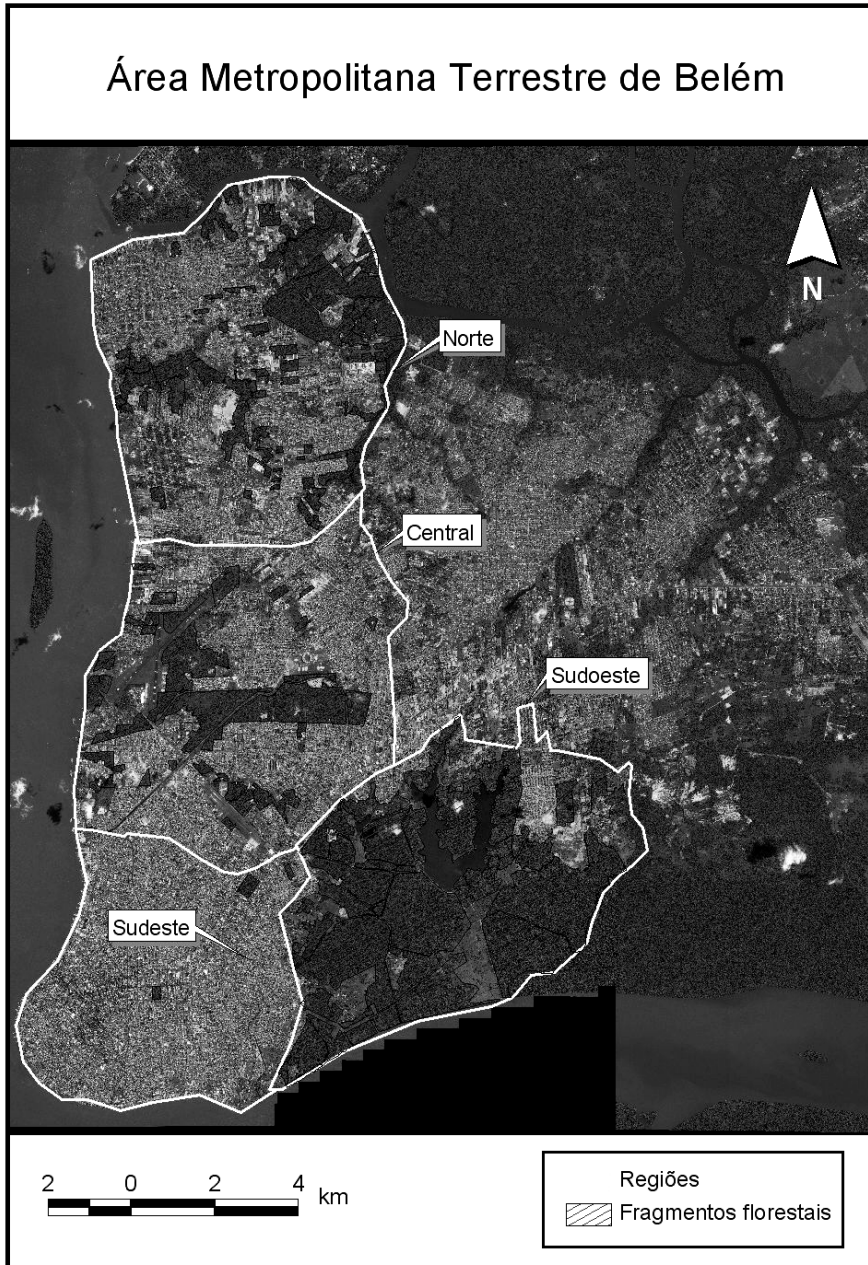 Área Metropolitana Terrestre de Belém
N
Norte
Central
Sudoeste
Sudeste
2 0 2 4 km
Regiões
Fragmentos florestais